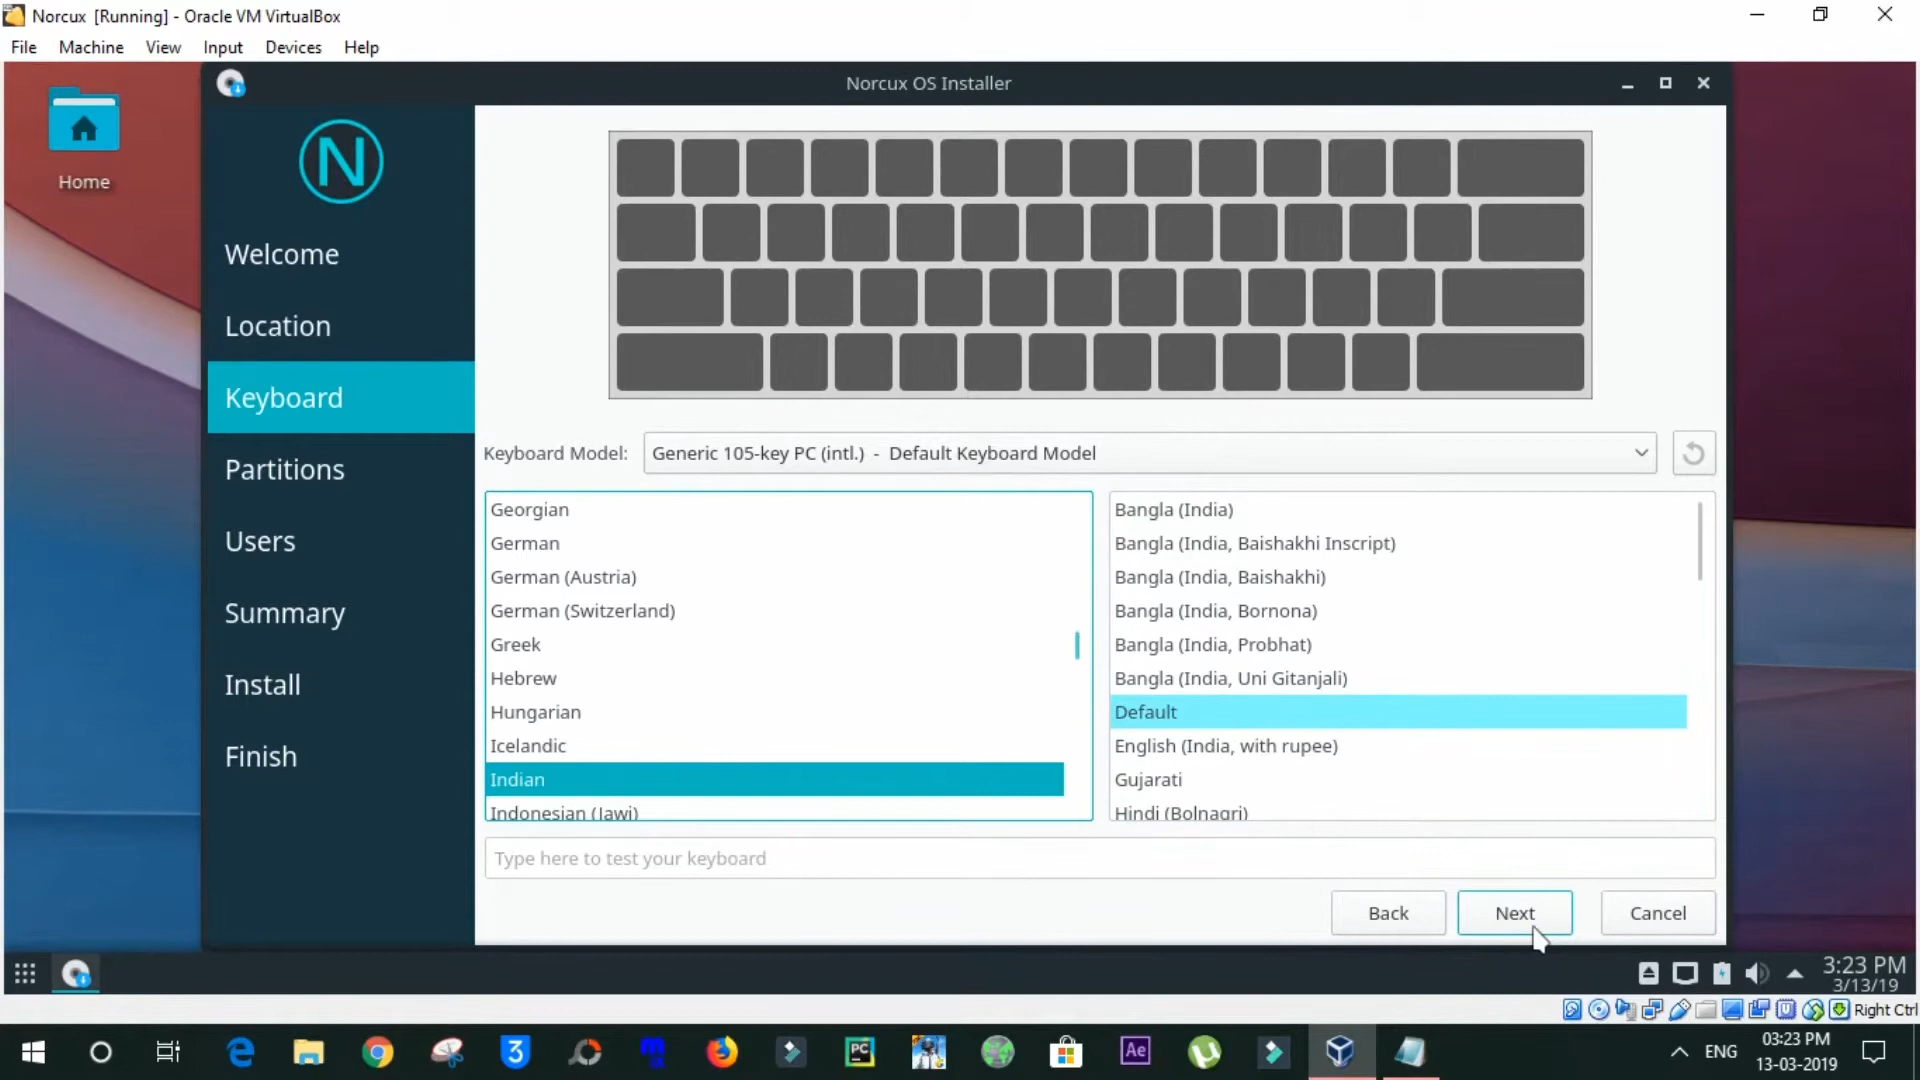 Norcux [Running] - Oracle VM VirtualBox
File Machine View Input Devices Help
Norcux OS Installer
Home
N
Welcome
Location
Keyboard
Partitions
Users
Summary
Install
Finish
Keyboard Model: Generic 105-key PC (intl.) - Default Keyboard Model
Georgian
German
German (Austria)
German (Switzerland)
Greek
Hebrew
Hungarian
Icelandic
Indian
Indonesian (Jawi)
Bangla (India)
Bangla (India, Baishakhi Inscript)
Bangla (India, Baishakhi)
Bangla (India, Bornona)
Bangla (India, Probhat)
Bangla (India, Uni Gitanjali)
Default
English (India, with rupee)
Gujarati
Hindi (Bolnagri)
Type here to test your keyboard
Back Next Cancel
3:23 PM
3/13/19
Right Ctrl
3
PC
Ae
ENG
03:23 PM
13-03-2019